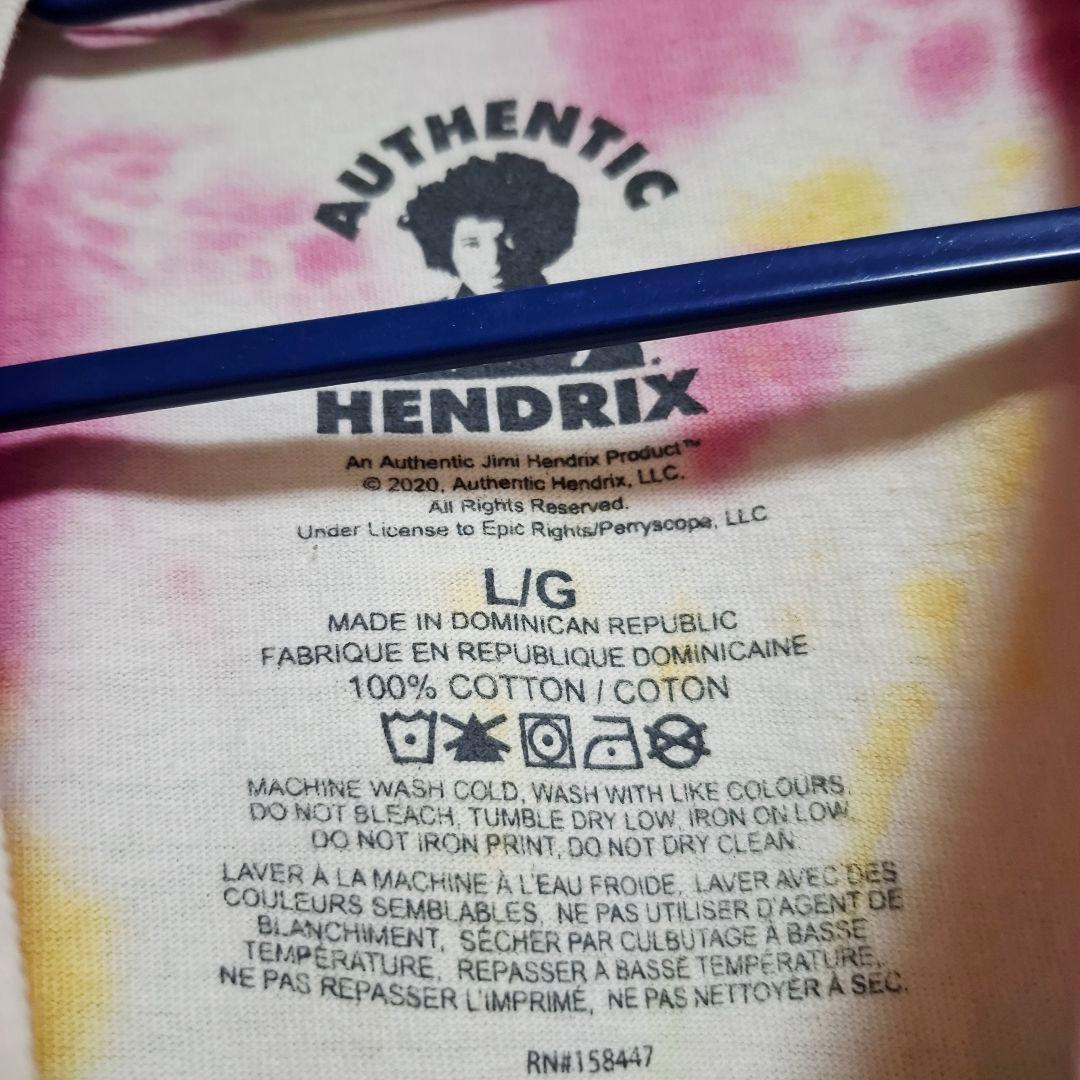 AUTHENTIC
HENDRIX
An Authentic Jimi Hendrix Product™
© 2020, Authentic Hendrix, LLC.
All Rights Reserved.
Under License to Epic Rights/Perryscope, LLC
L/G
MADE IN DOMINICAN REPUBLIC
FABRIQUE EN REPUBLIQUE DOMINICAINE
100% COTTON / COTON
MACHINE WASH COLD, WASH WITH LIKE COLOURS,
DO NOT BLEACH, TUMBLE DRY LOW, IRON ON LOW,
DO NOT IRON PRINT, DO NOT DRY CLEAN.
LAVER À LA MACHINE À L'EAU FROIDE, LAVER AVEC DES
COULEURS SEMBLABLES, NE PAS UTILISER D'AGENT DE
BLANCHIMENT, SÉCHER PAR CULBUTAGE À BASSE
TEMPÉRATURE, REPASSER À BASSE TEMPÉRATURE,
NE PAS REPASSER L'IMPRIMÉ, NE PAS NETTOYER À SEC.
RN#158447